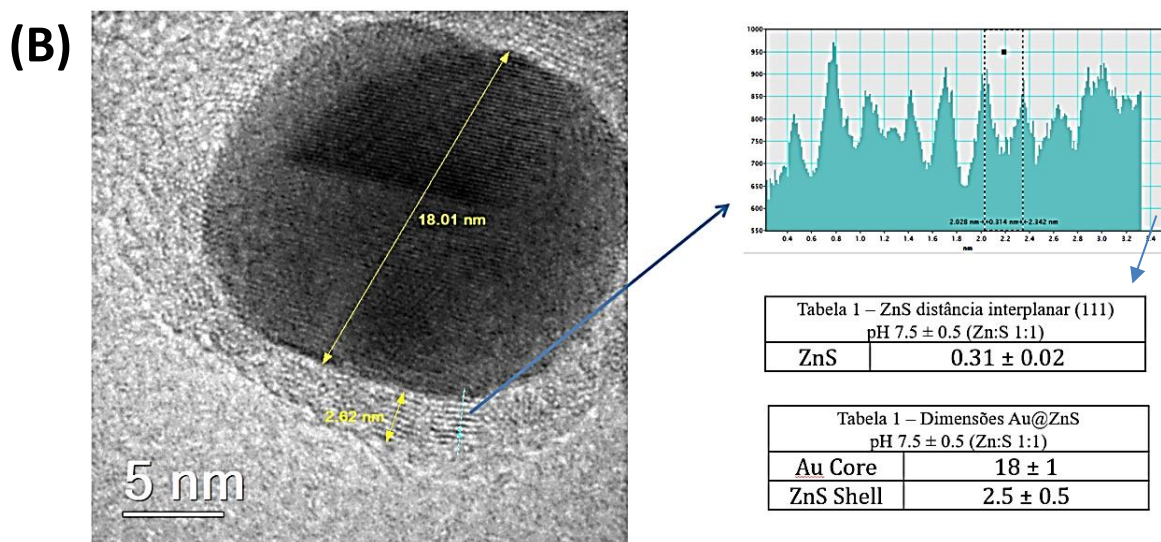 (B)
18.01 nm
2.62 nm
5 nm
1000
950
900
850
800
750
700
650
600
550
2.028 nm
0.314 nm
2.342 nm
0.4 0.6 0.8 1.0 1.2 1.4 1.6 1.8 2.0 2.2 2.4 2.6 2.8 3.0 3.2 3.4
nm
Tabela 1 – ZnS distância interplanar (111)
pH 7.5 ± 0.5 (Zn:S 1:1)
ZnS 0.31 ± 0.02
Tabela 1 – Dimensões Au@ZnS
pH 7.5 ± 0.5 (Zn:S 1:1)
Au Core 18 ± 1
ZnS Shell 2.5 ± 0.5